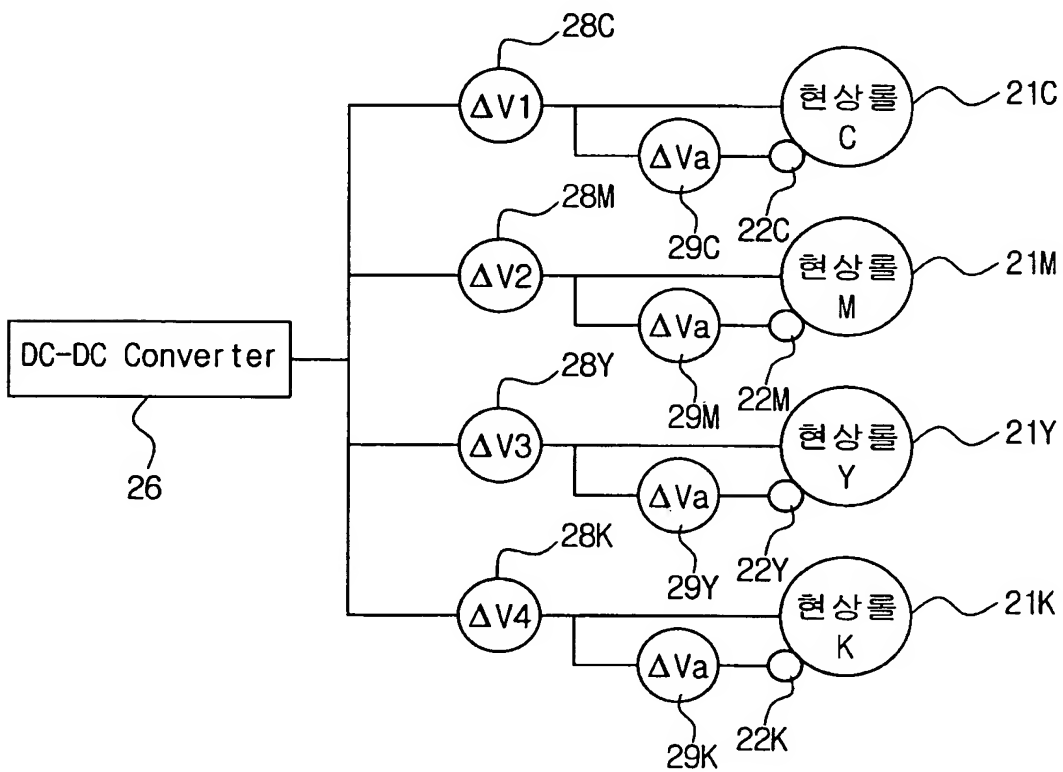 28C
ΔV1
현상롤
C
21C
ΔVa
29C
22C
28M
ΔV2
현상롤
M
21M
ΔVa
29M
22M
DC-DC Converter
26
28Y
ΔV3
현상롤
Y
21Y
ΔVa
29Y
22Y
28K
ΔV4
현상롤
K
21K
ΔVa
29K
22K